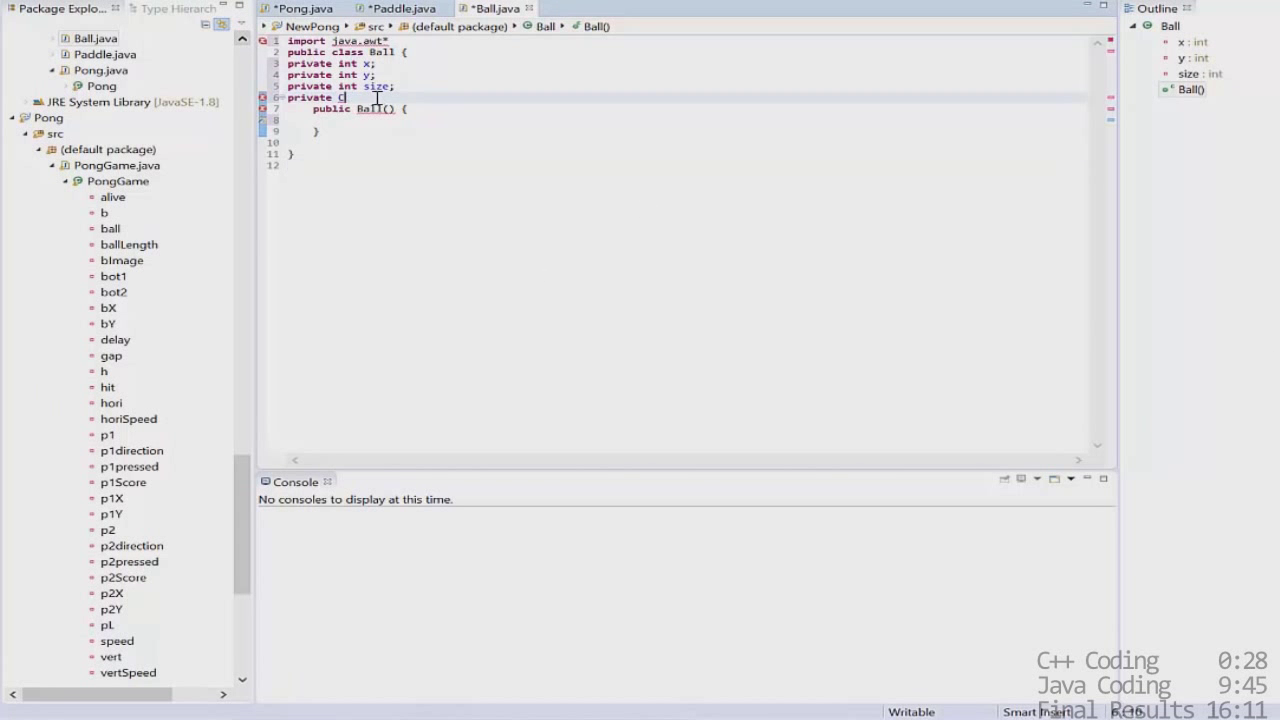 Package Explo...
Type Hierarch
Ball.java
Paddle.java
Pong.java
Pong
JRE System Library [JavaSE-1.8]
Pong
src
(default package)
PongGame.java
PongGame
alive
b
ball
ballLength
bImage
bot1
bot2
bX
bY
delay
gap
h
hit
hori
horiSpeed
p1
p1direction
p1pressed
p1Score
p1X
p1Y
p2
p2direction
p2pressed
p2Score
p2X
p2Y
pL
speed
vert
vertSpeed
*Pong.java
*Paddle.java
*Ball.java
NewPong
src
(default package)
Ball
Ball()
1 import java.awt*
2 public class Ball {
3 private int x;
4 private int y;
5 private int size;
6 private C
7 public Ball() {
8
9 }
10
11 }
12
Console
No consoles to display at this time.
Outline
Ball
x : int
y : int
size : int
Ball()
Writable
Smart Insert
C++ Coding 0:28
Java Coding 9:45
Final Results 16:11